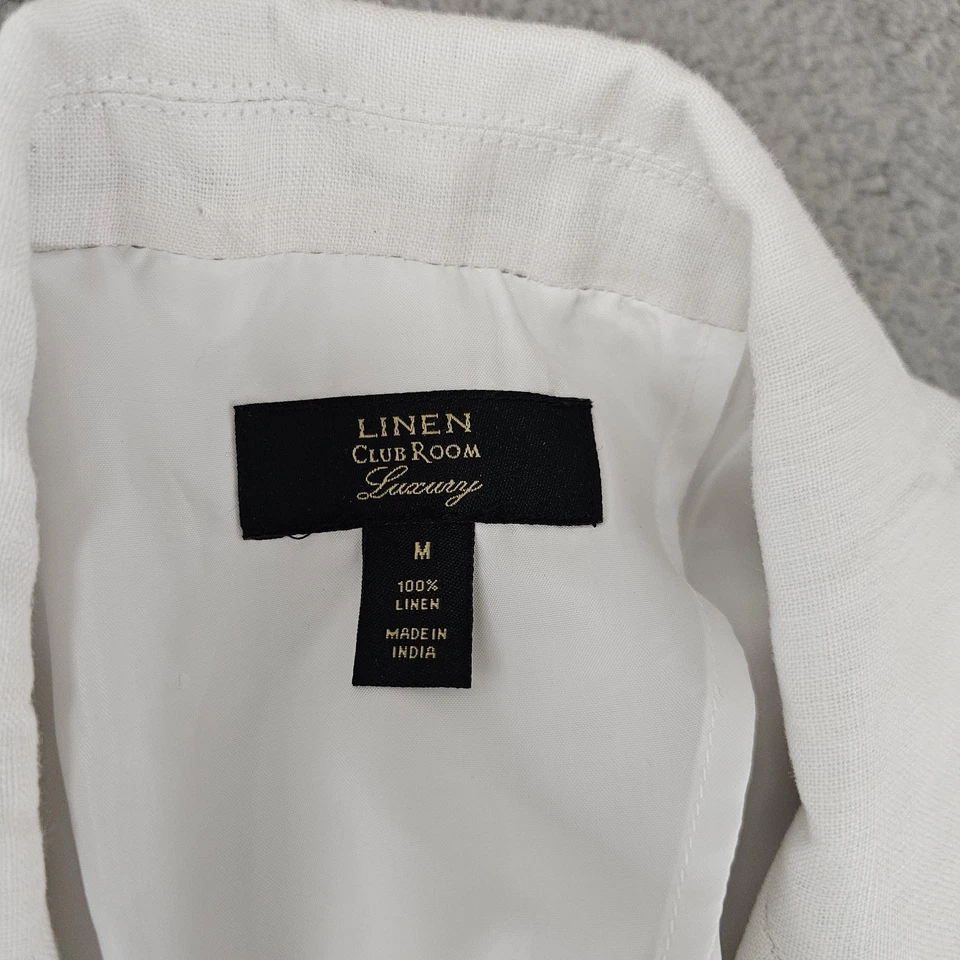 LINEN
CLUB ROOM
Luxury
M
100%
LINEN
MADE IN
INDIA